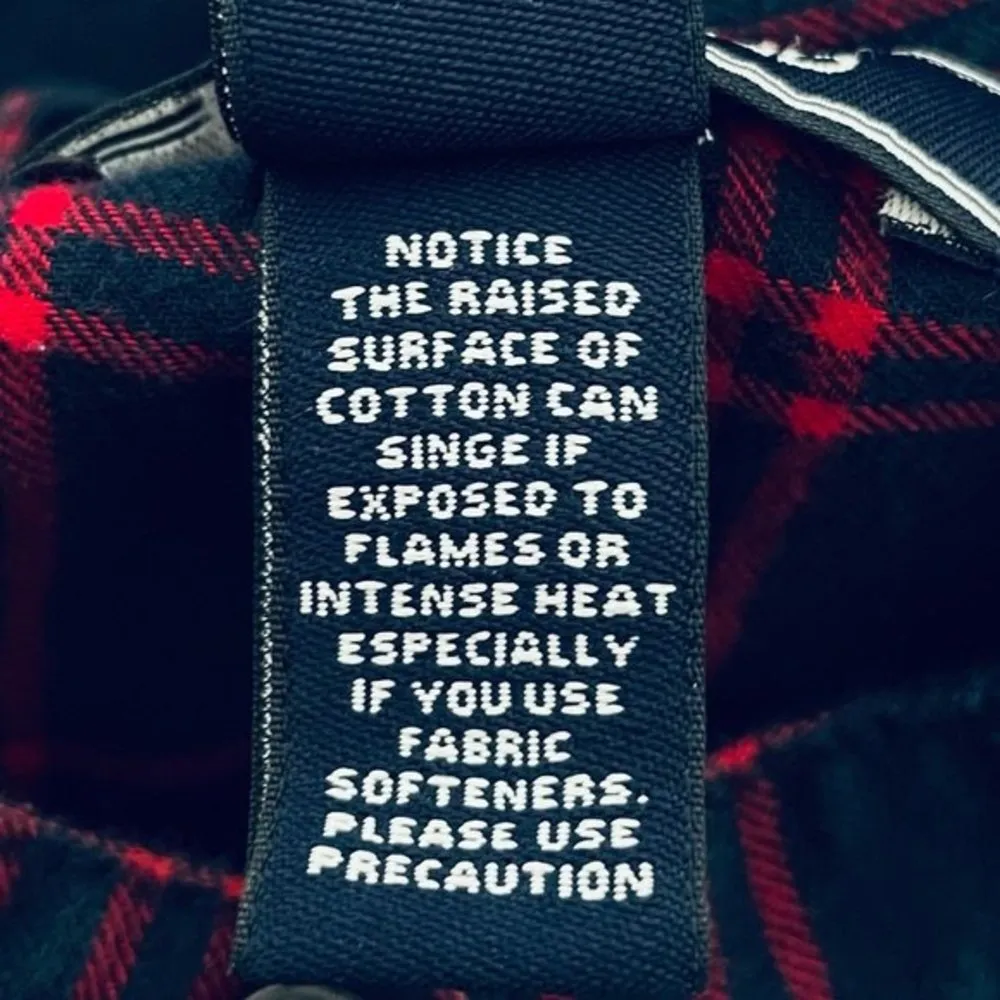 NOTICE
THE RAISED
SURFACE OF
COTTON CAN
SINGE IF
EXPOSED TO
FLAMES OR
INTENSE HEAT
ESPECIALLY
IF YOU USE
FABRIC
SOFTENERS.
PLEASE USE
PRECAUTION